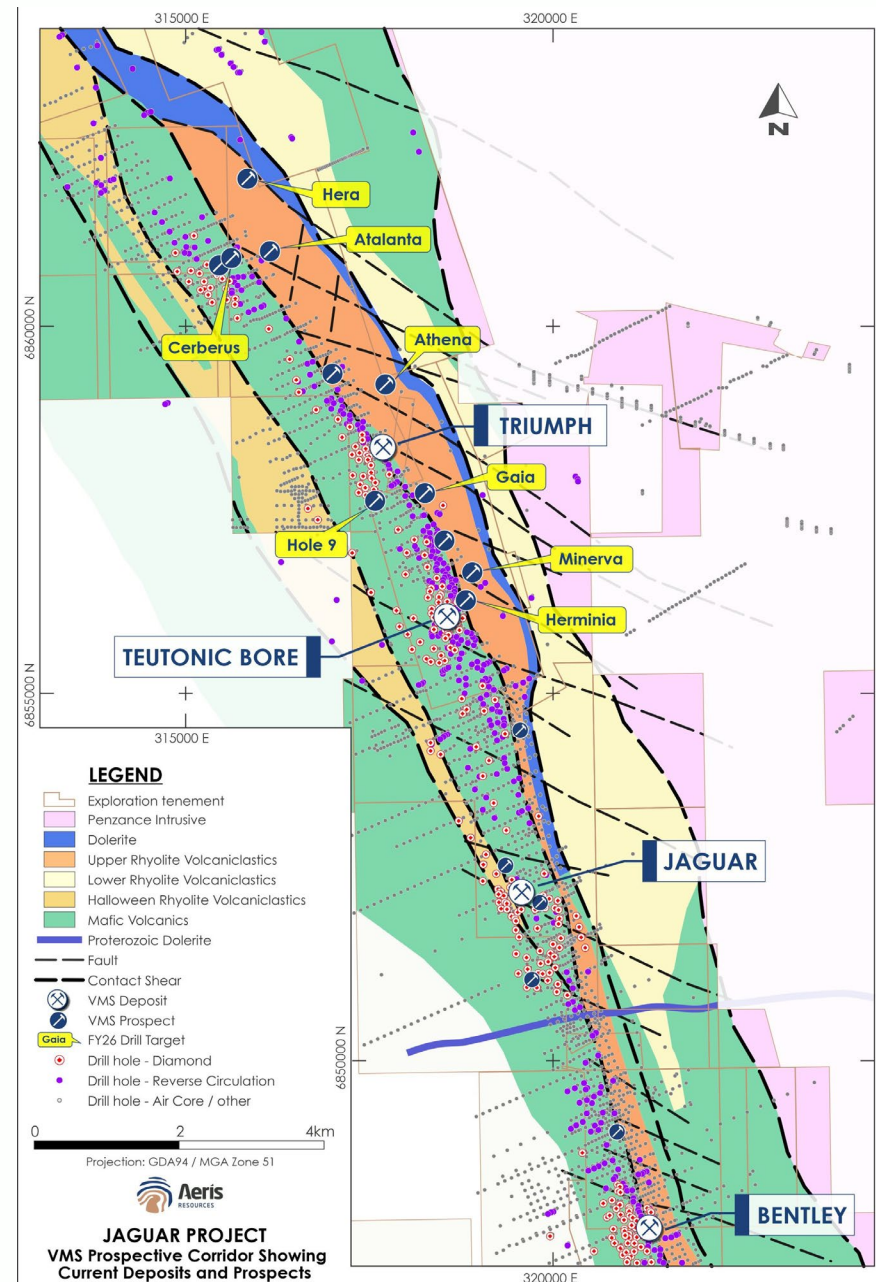 315000 E
320000 E
N
Hera
Atalanta
6860000 N
Cerberus
Athena
TRIUMPH
Gaia
Hole 9
Minerva
Herminia
TEUTONIC BORE
6855000 N
315000 E
LEGEND
Exploration tenement
Penzance Intrusive
Dolerite
Upper Rhyolite Volcaniclastics
Lower Rhyolite Volcaniclastics
Halloween Rhyolite Volcaniclastics
Mafic Volcanics
Proterozoic Dolerite
Fault
Contact Shear
VMS Deposit
VMS Prospect
Gaia FY26 Drill Target
Drill hole - Diamond
Drill hole - Reverse Circulation
Drill hole - Air Core / other
JAGUAR
6850000 N
0 2 4km
Projection: GDA94 / MGA Zone 51
Aeris
RESOURCES
BENTLEY
JAGUAR PROJECT
VMS Prospective Corridor Showing
Current Deposits and Prospects
320000 E